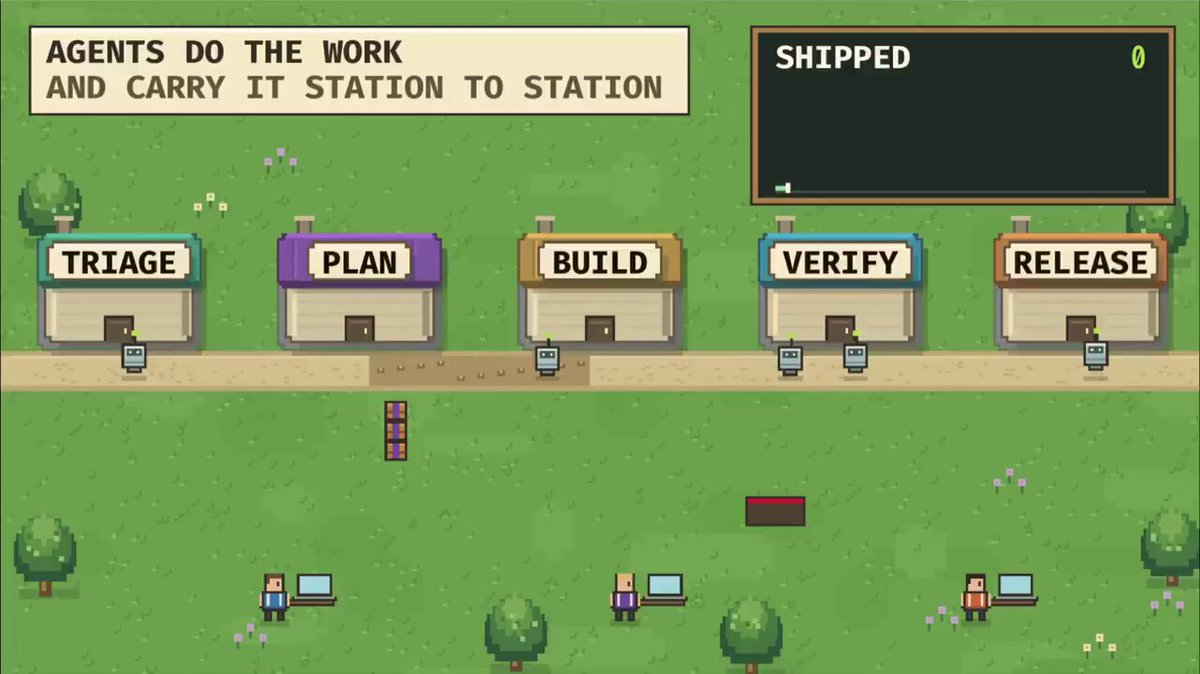 AGENTS DO THE WORK
AND CARRY IT STATION TO STATION
SHIPPED 0
TRIAGE
PLAN
BUILD
VERIFY
RELEASE